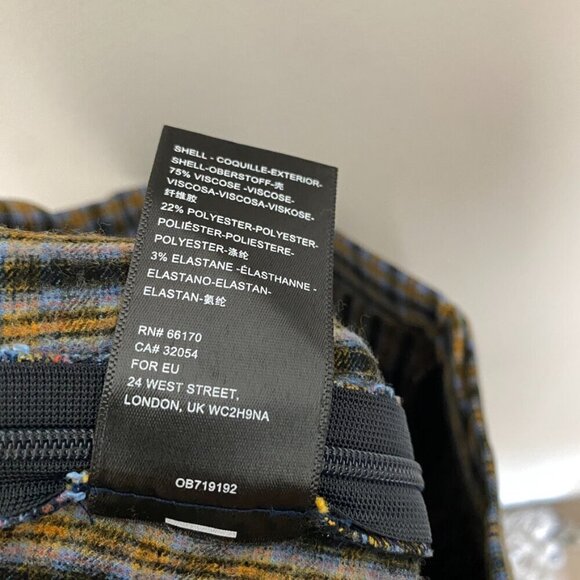 SHELL - COQUILLE-EXTERIOR-
SHELL-OBERSTOFF-壳
75% VISCOSE -VISCOSE-
VISCOSA-VISCOSA-VISKOSE-
纤维胶
22% POLYESTER-POLYESTER-
POLIÉSTER-POLIESTERE-
POLYESTER-涤纶
3% ELASTANE -ÉLASTHANNE -
ELASTANO-ELASTAN-
ELASTAN-氨纶
RN# 66170
CA# 32054
FOR EU
24 WEST STREET,
LONDON, UK WC2H9NA
OB719192